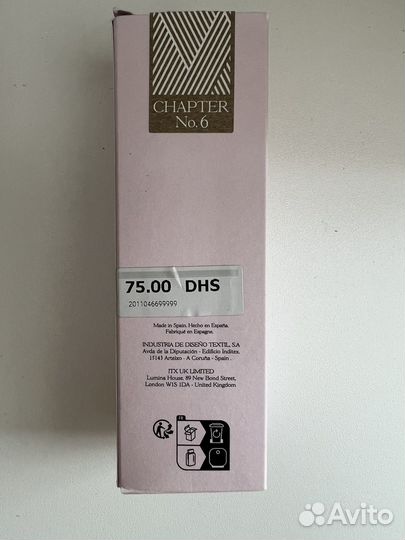 CHAPTER
No.6
75.00 DHS
2011046699999
Made in Spain. Hecho en España.
Fabriqué en Espagne.
INDUSTRIA DE DISEÑO TEXTIL, S.A
Avda de la Diputación - Edificio Inditex,
15143 Arteixo - A Coruña - Spain
ITX UK LIMITED
Lumina House, 89 New Bond Street,
London W1S 1DA - United Kingdom
FR
Avito